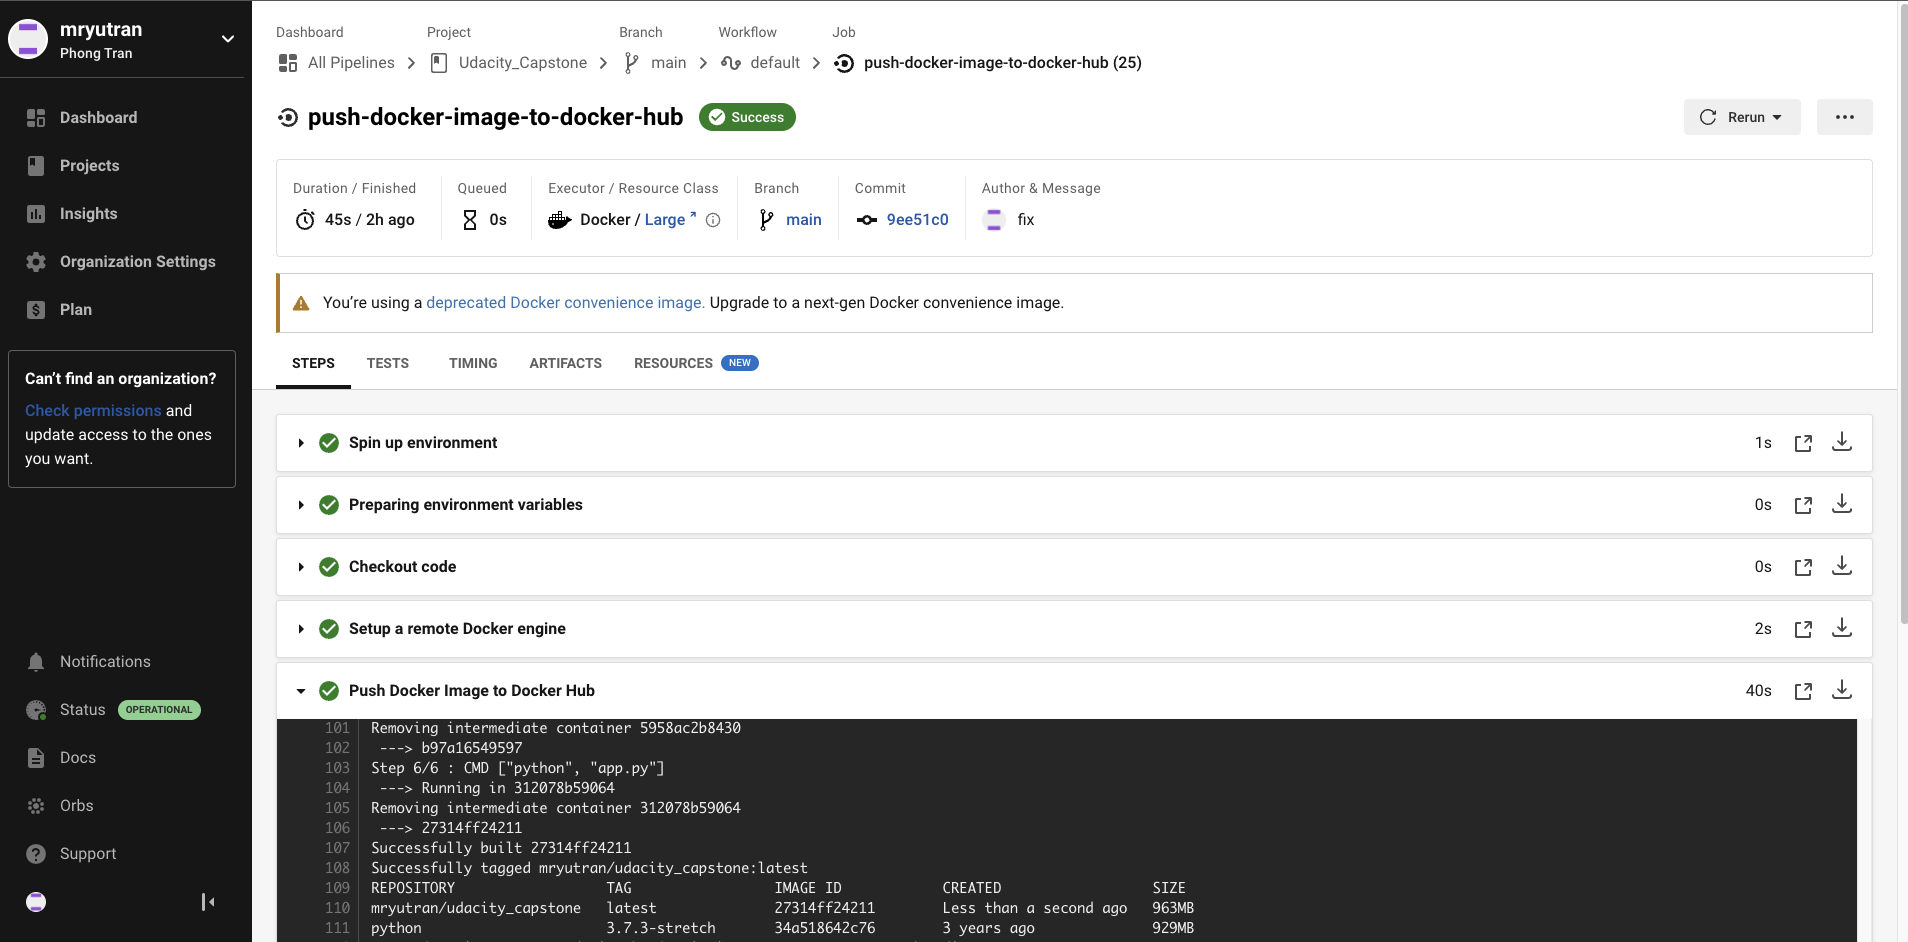 mryutran
Phong Tran
Dashboard
Projects
Insights
Organization Settings
Plan
Can’t find an organization?
Check permissions and
update access to the ones
you want.
Notifications
Status OPERATIONAL
Docs
Orbs
Support
Dashboard Project Branch Workflow Job
All Pipelines Udacity_Capstone main default push-docker-image-to-docker-hub (25)
push-docker-image-to-docker-hub Success Rerun
Duration / Finished Queued Executor / Resource Class Branch Commit Author & Message
45s / 2h ago 0s Docker / Large main 9ee51c0 fix
You’re using a deprecated Docker convenience image. Upgrade to a next-gen Docker convenience image.
STEPS TESTS TIMING ARTIFACTS RESOURCES NEW
Spin up environment 1s
Preparing environment variables 0s
Checkout code 0s
Setup a remote Docker engine 2s
Push Docker Image to Docker Hub 40s
101 Removing intermediate container 5958ac2b8430
102 ---> b97a16549597
103 Step 6/6 : CMD ["python", "app.py"]
104 ---> Running in 312078b59064
105 Removing intermediate container 312078b59064
106 ---> 27314ff24211
107 Successfully built 27314ff24211
108 Successfully tagged mryutran/udacity_capstone:latest
109 REPOSITORY TAG IMAGE ID CREATED SIZE
110 mryutran/udacity_capstone latest 27314ff24211 Less than a second ago 963MB
111 python 3.7.3-stretch 34a518642c76 3 years ago 929MB